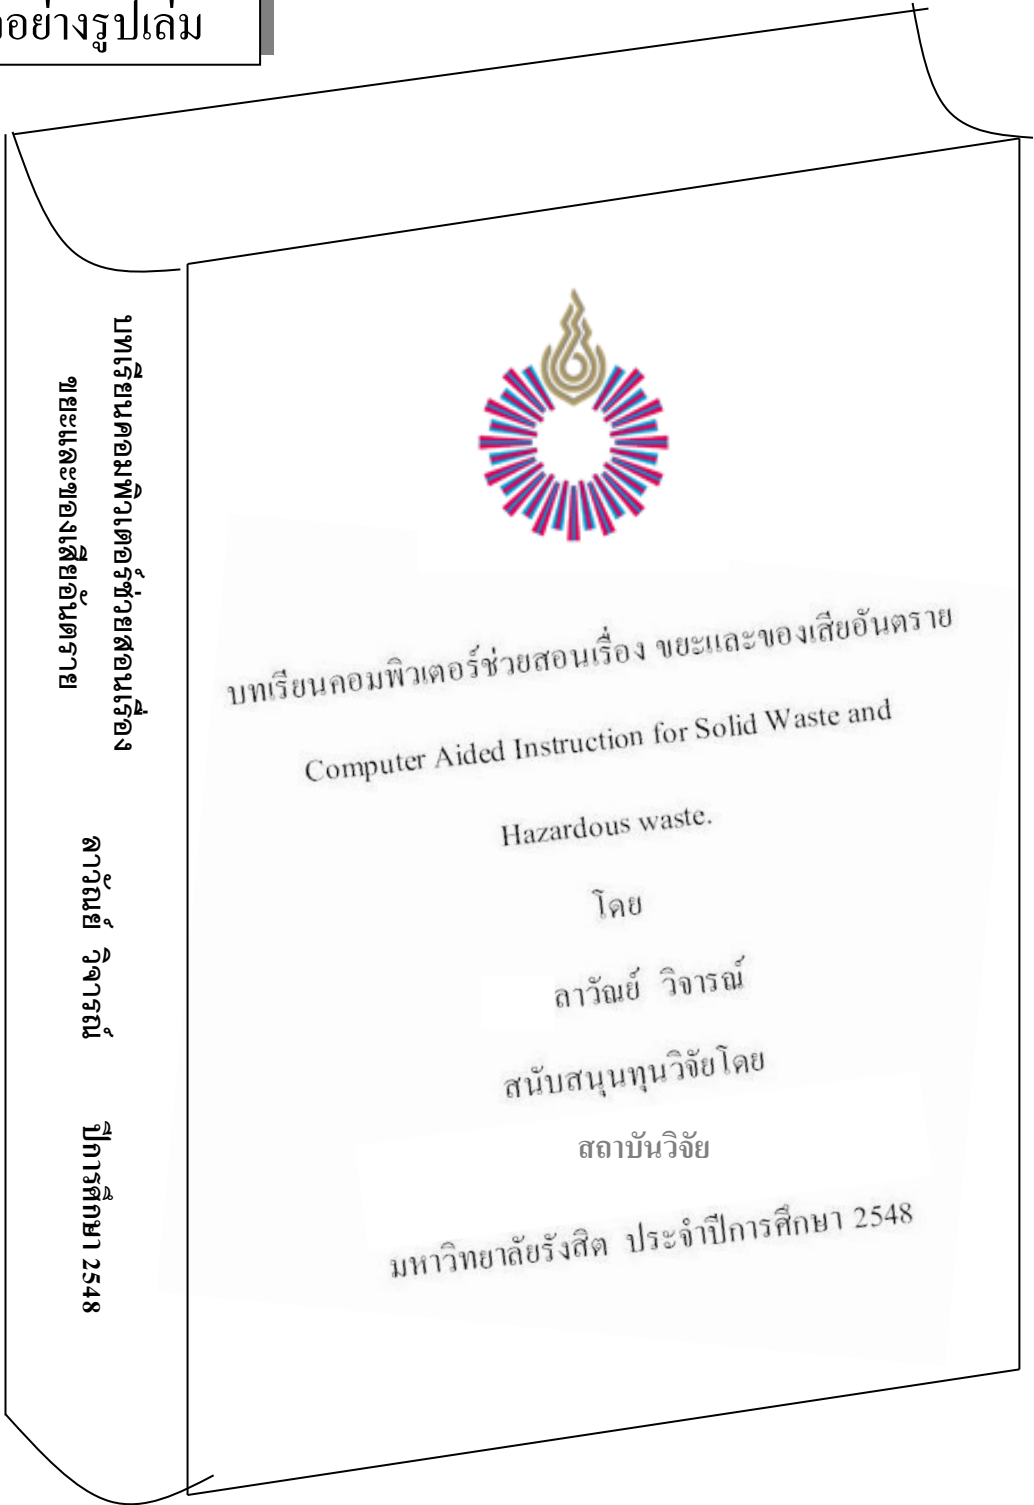 อย่างรูปเล่ม
บทเรียนคอมพิวเตอร์ช่วยสอนเรื่อง
ขยะและของเสียอันตราย
ลาวัณย์ วิจารณ์
ปีการศึกษา 2548
บทเรียนคอมพิวเตอร์ช่วยสอนเรื่อง ขยะและของเสียอันตราย
Computer Aided Instruction for Solid Waste and
Hazardous waste.
โดย
ลาวัณย์ วิจารณ์
สนับสนุนทุนวิจัยโดย
สถาบันวิจัย
มหาวิทยาลัยรังสิต ประจำปีการศึกษา 2548